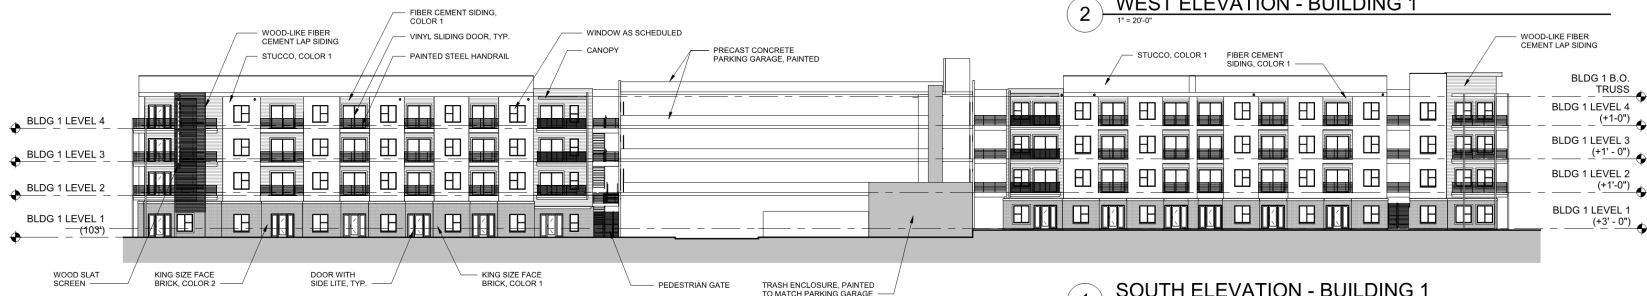 2
WEST ELEVATION - BUILDING 1
1" = 20'-0"
FIBER CEMENT SIDING,
COLOR 1
WOOD-LIKE FIBER
CEMENT LAP SIDING
VINYL SLIDING DOOR, TYP.
WINDOW AS SCHEDULED
STUCCO, COLOR 1
PAINTED STEEL HANDRAIL
CANOPY
PRECAST CONCRETE
PARKING GARAGE, PAINTED
STUCCO, COLOR 1
FIBER CEMENT
SIDING, COLOR 1
WOOD-LIKE FIBER
CEMENT LAP SIDING
BLDG 1 B.O.
TRUSS
BLDG 1 LEVEL 4
BLDG 1 LEVEL 3
BLDG 1 LEVEL 2
BLDG 1 LEVEL 1
(103')
BLDG 1 LEVEL 4
(+1-0")
BLDG 1 LEVEL 3
(+1' - 0")
BLDG 1 LEVEL 2
(+1'-0")
BLDG 1 LEVEL 1
(+3' - 0")
WOOD SLAT
SCREEN
KING SIZE FACE
BRICK, COLOR 2
DOOR WITH
SIDE LITE, TYP.
KING SIZE FACE
BRICK, COLOR 1
PEDESTRIAN GATE
TRASH ENCLOSURE, PAINTED
TO MATCH PARKING GARAGE
1
SOUTH ELEVATION - BUILDING 1